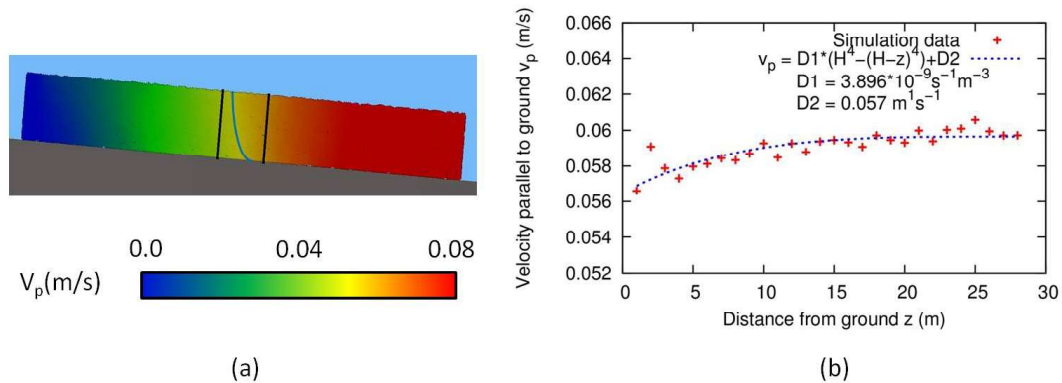 0.0 0.04 0.08
Vp(m/s)
(a)
Velocity parallel to ground vp (m/s)
0.066
0.064
0.062
0.06
0.058
0.056
0.054
0.052
Simulation data
vp = D1*(H^4-(H-z)^4)+D2
D1 = 3.896*10^-9s^-1m^-3
D2 = 0.057 m^1s^-1
0 5 10 15 20 25 30
Distance from ground z (m)
(b)